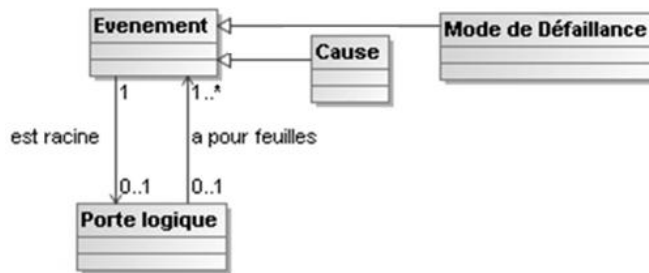 Evenement
Mode de Défaillance
Cause
1
1..*
est racine
a pour feuilles
0..1
0..1
Porte logique